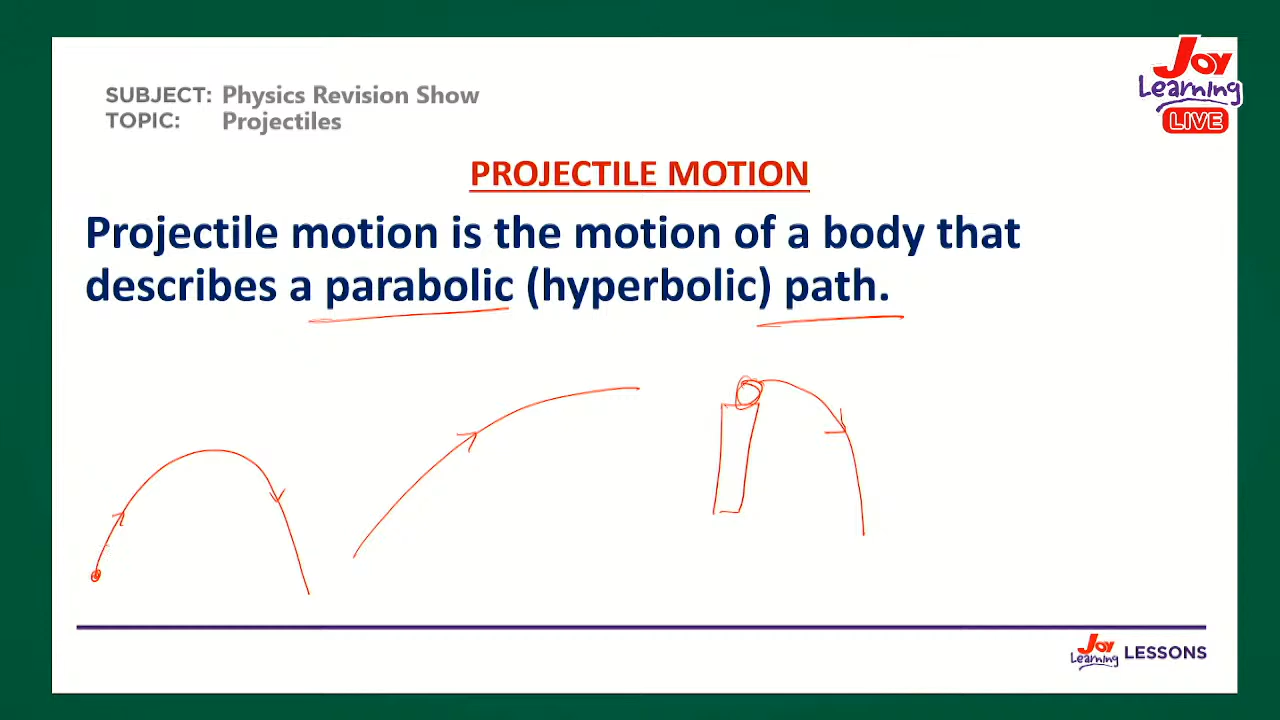 SUBJECT: Physics Revision Show
TOPIC: Projectiles
JOY
Learning
LIVE
PROJECTILE MOTION
Projectile motion is the motion of a body that
describes a parabolic (hyperbolic) path.
JOY
Learning LESSONS